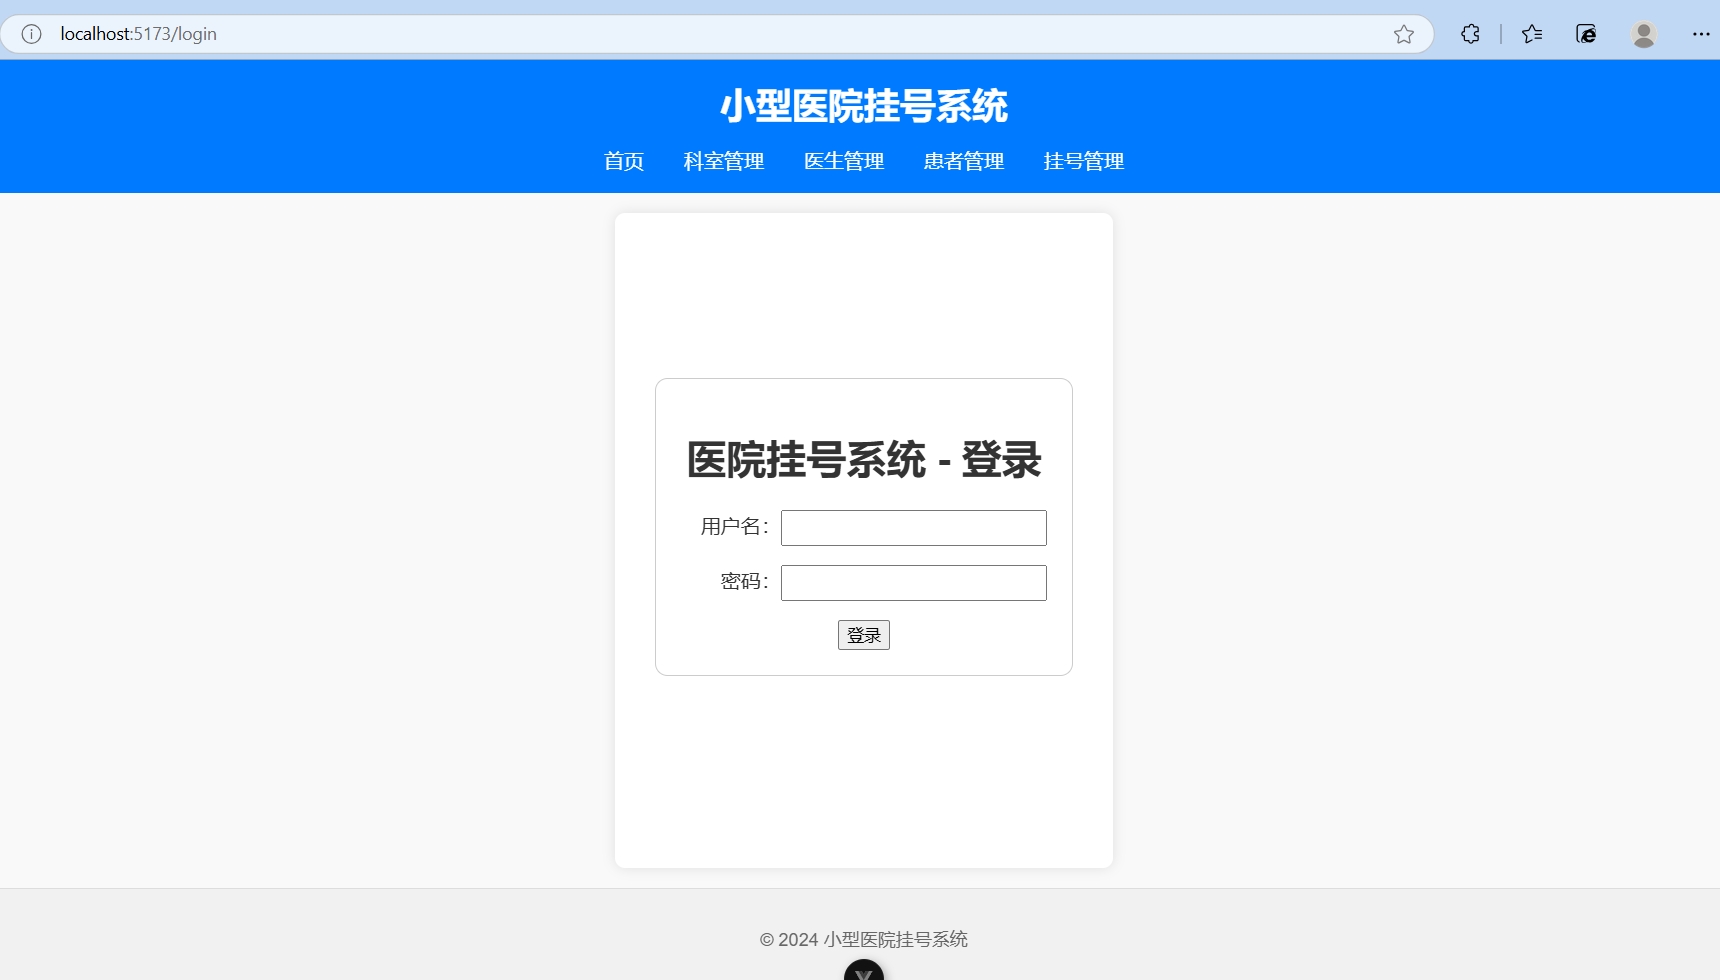 localhost:5173/login
小型医院挂号系统
首页 科室管理 医生管理 患者管理 挂号管理
医院挂号系统 - 登录
用户名：
密码：
登录
© 2024 小型医院挂号系统